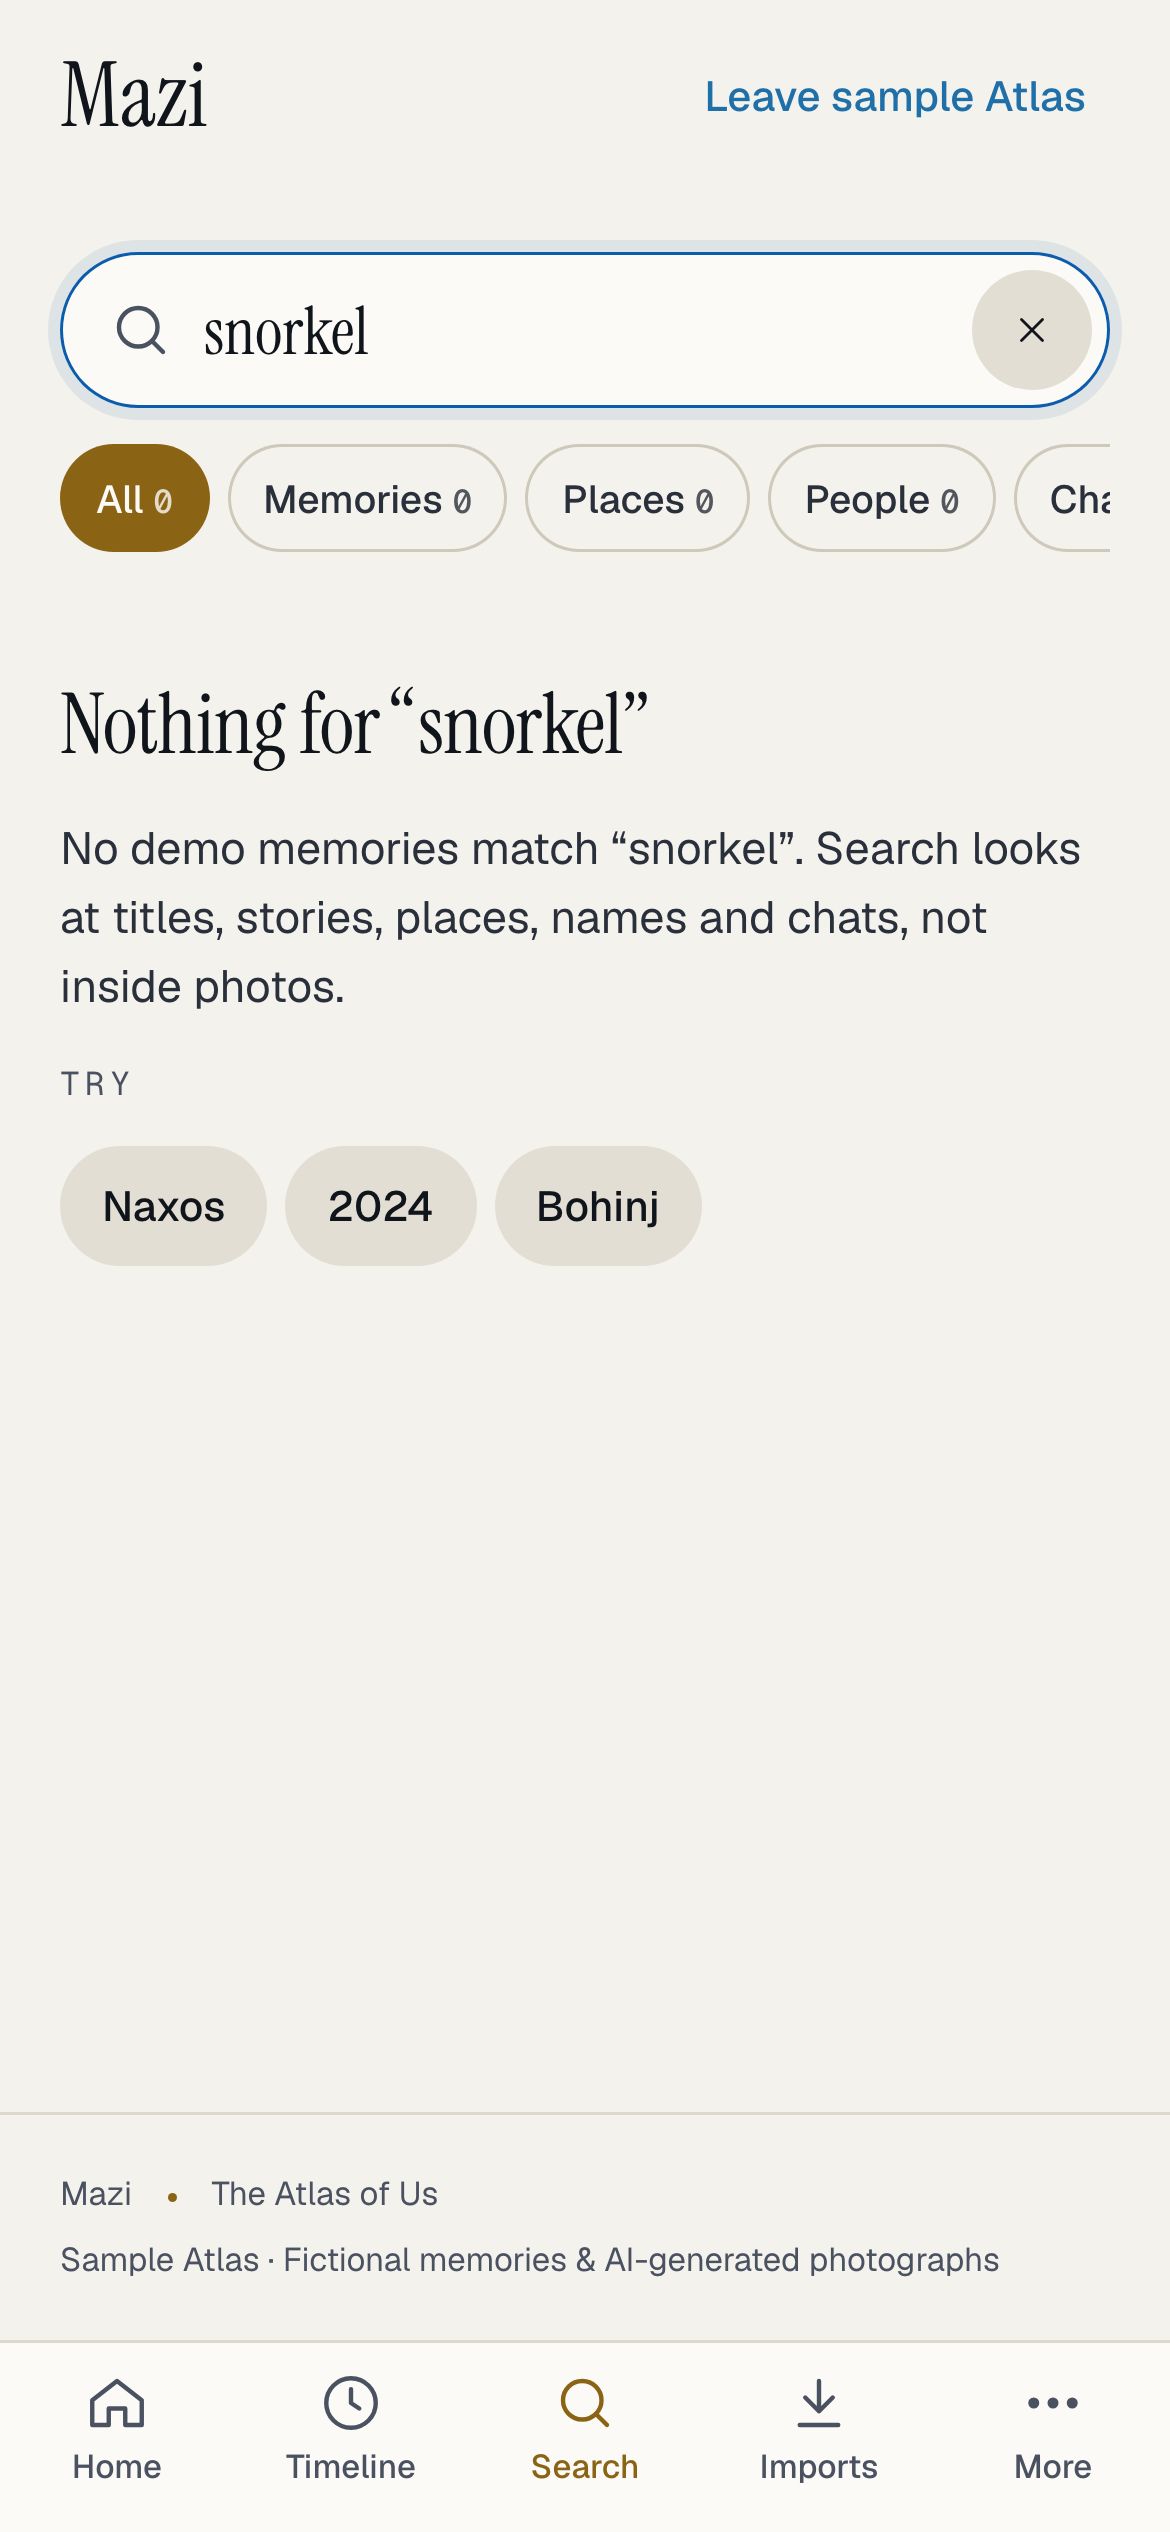 Mazi
Leave sample Atlas
snorkel
All 0
Memories 0
Places 0
People 0
Cha
Nothing for “snorkel”
No demo memories match “snorkel”. Search looks
at titles, stories, places, names and chats, not
inside photos.
TRY
Naxos
2024
Bohinj
Mazi • The Atlas of Us
Sample Atlas · Fictional memories & AI-generated photographs
Home
Timeline
Search
Imports
More